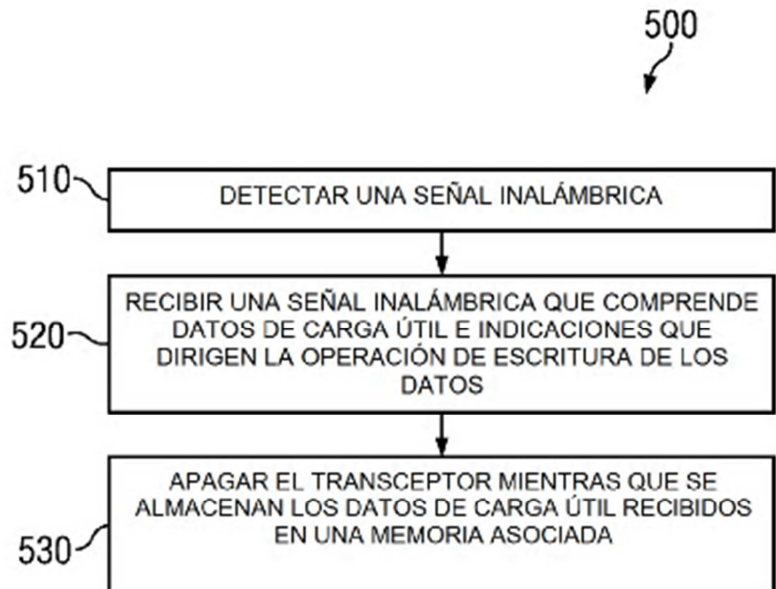 500
510
DETECTAR UNA SEÑAL INALÁMBRICA
520
RECIBIR UNA SEÑAL INALÁMBRICA QUE COMPRENDE
DATOS DE CARGA ÚTIL E INDICACIONES QUE
DIRIGEN LA OPERACIÓN DE ESCRITURA DE LOS
DATOS
530
APAGAR EL TRANSCEPTOR MIENTRAS QUE SE
ALMACENAN LOS DATOS DE CARGA ÚTIL RECIBIDOS
EN UNA MEMORIA ASOCIADA